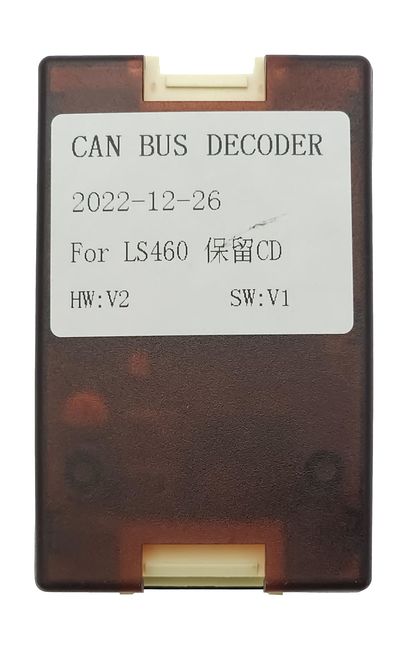 CAN BUS DECODER
2022-12-26
For LS460 保留CD
HW:V2 SW:V1